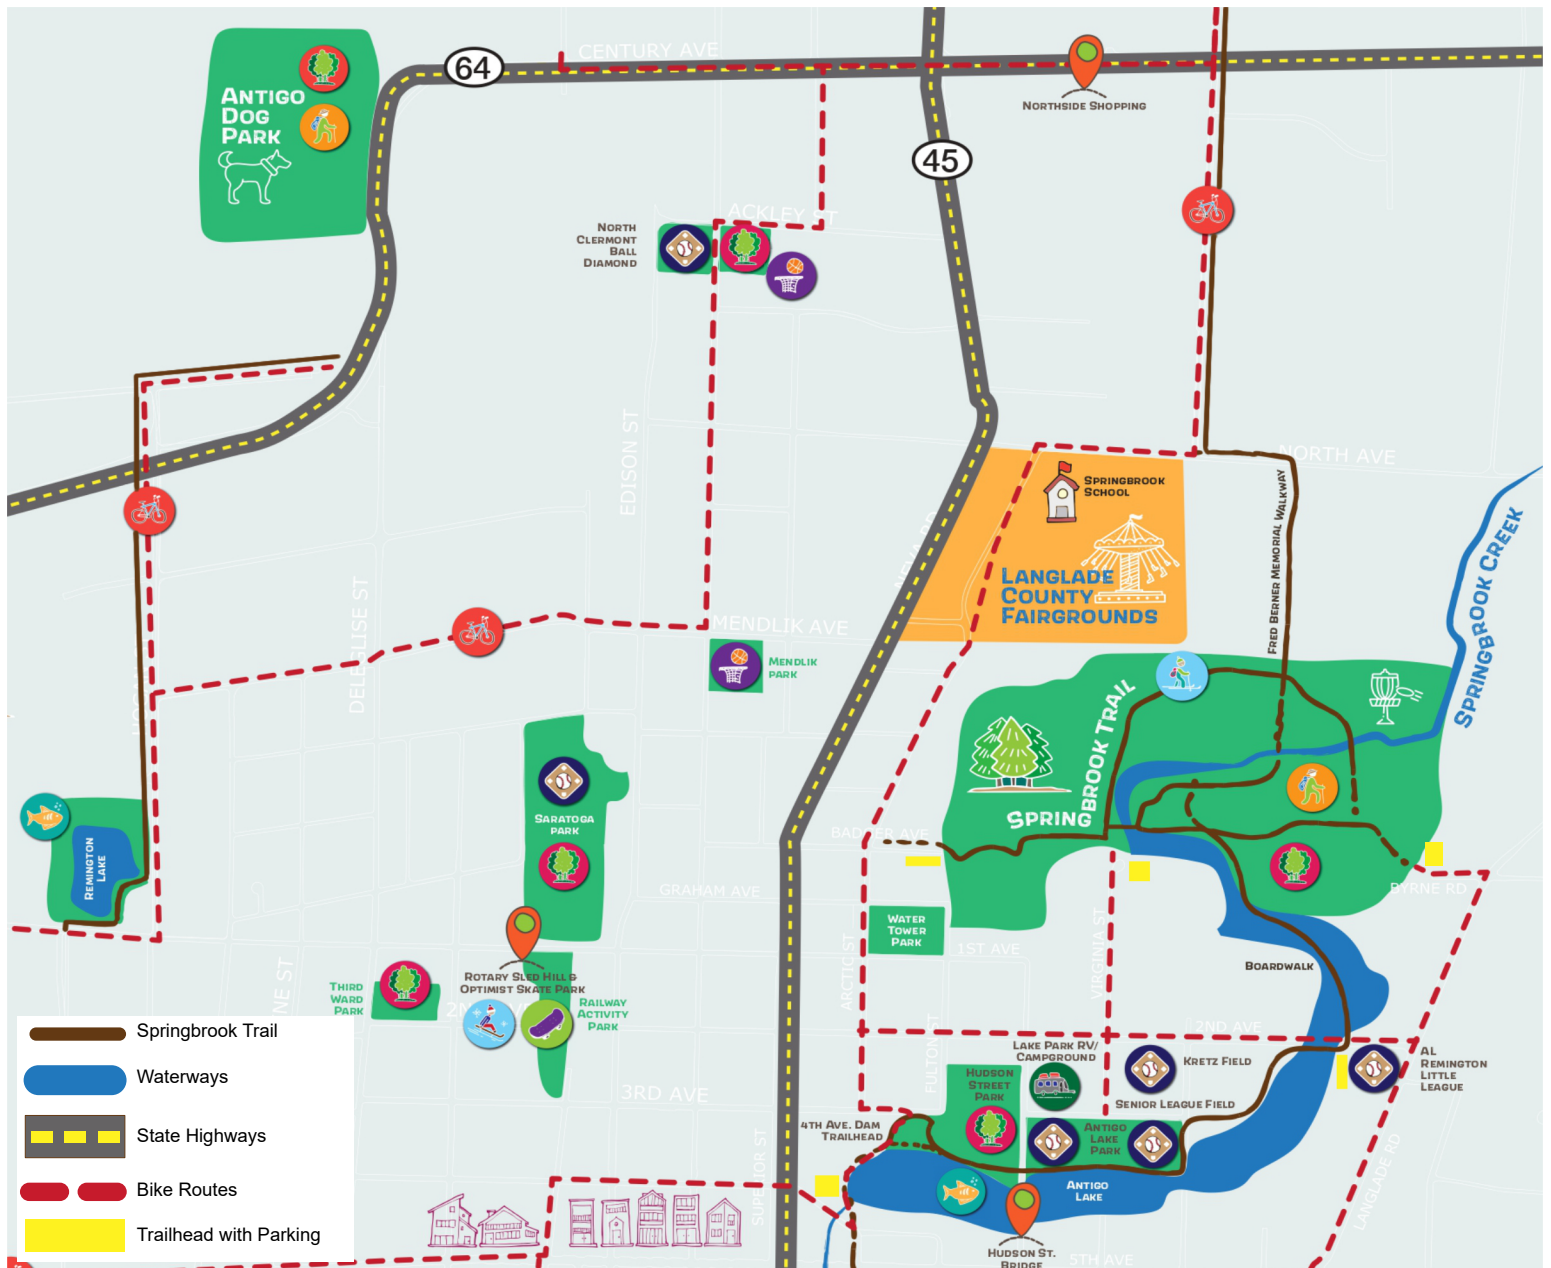 CENTURY AVE
64
ANTIGO
DOG
PARK
NORTHSIDE SHOPPING
45
ACKLEY ST
NORTH
CLERMONT
BALL
DIAMOND
EDISON ST
NORTH AVE
SPRINGBROOK
SCHOOL
LANGLADE
COUNTY
FAIRGROUNDS
FRED BERNER MEMORIAL WALKWAY
SPRINGBROOK CREEK
DELEGLISE ST
MENDLIK AVE
MENDLIK
PARK
SPRINGBROOK TRAIL
SARATOGA
PARK
BADGER AVE
REMINGTON
LAKE
GRAHAM AVE
BYRNE RD
WATER
TOWER
PARK
1ST AVE
ARCTIC ST
VIRGINIA ST
BOARDWALK
ROTARY SLED HILL &
OPTIMIST SKATE PARK
THIRD
WARD
PARK
RAILWAY
ACTIVITY
PARK
2ND AVE
FULTON ST
LAKE PARK RV/
CAMPGROUND
KRETZ FIELD
AL
REMINGTON
LITTLE
LEAGUE
HUDSON
STREET
PARK
SENIOR LEAGUE FIELD
3RD AVE
4TH AVE. DAM
TRAILHEAD
ANTIGO
LAKE
PARK
SUPERIOR ST
ANTIGO
LAKE
LANGLADE RD
HUDSON ST.
BRIDGE
5TH AVE
Springbrook Trail
Waterways
State Highways
Bike Routes
Trailhead with Parking